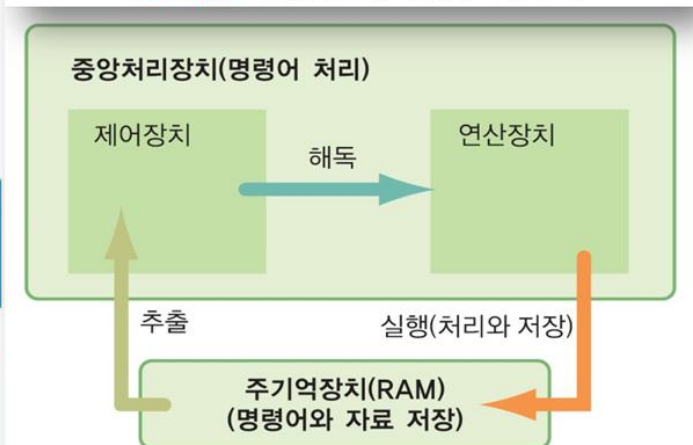 중앙처리장치(명령어 처리)
제어장치
해독
연산장치
추출
실행(처리와 저장)
주기억장치(RAM)
(명령어와 자료 저장)